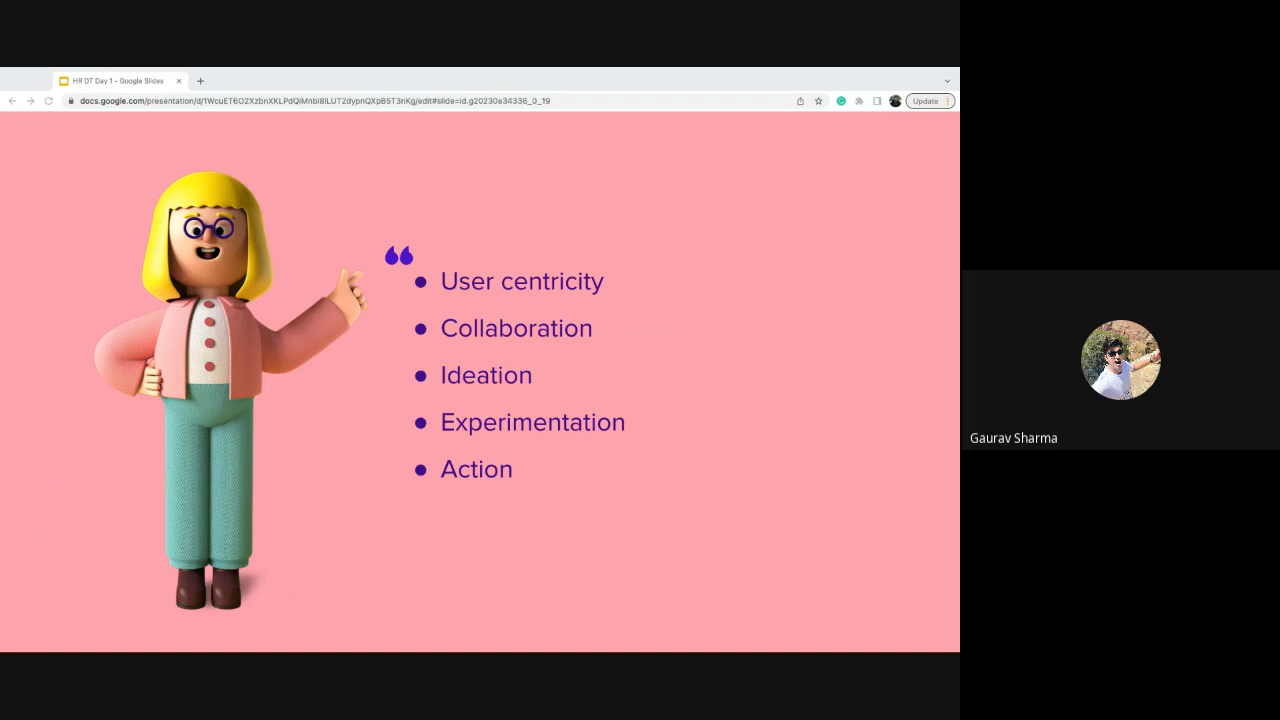 HR DT Day 1 - Google Slides
docs.google.com/presentation/d/1WcuET6D2XzbnXKLPdQiMnbI8ILUT2dypnQXpB5T3nKg/edit#slide=id.g20230e34336_0_19
Update
“
● User centricity
● Collaboration
● Ideation
● Experimentation
● Action
Gaurav Sharma